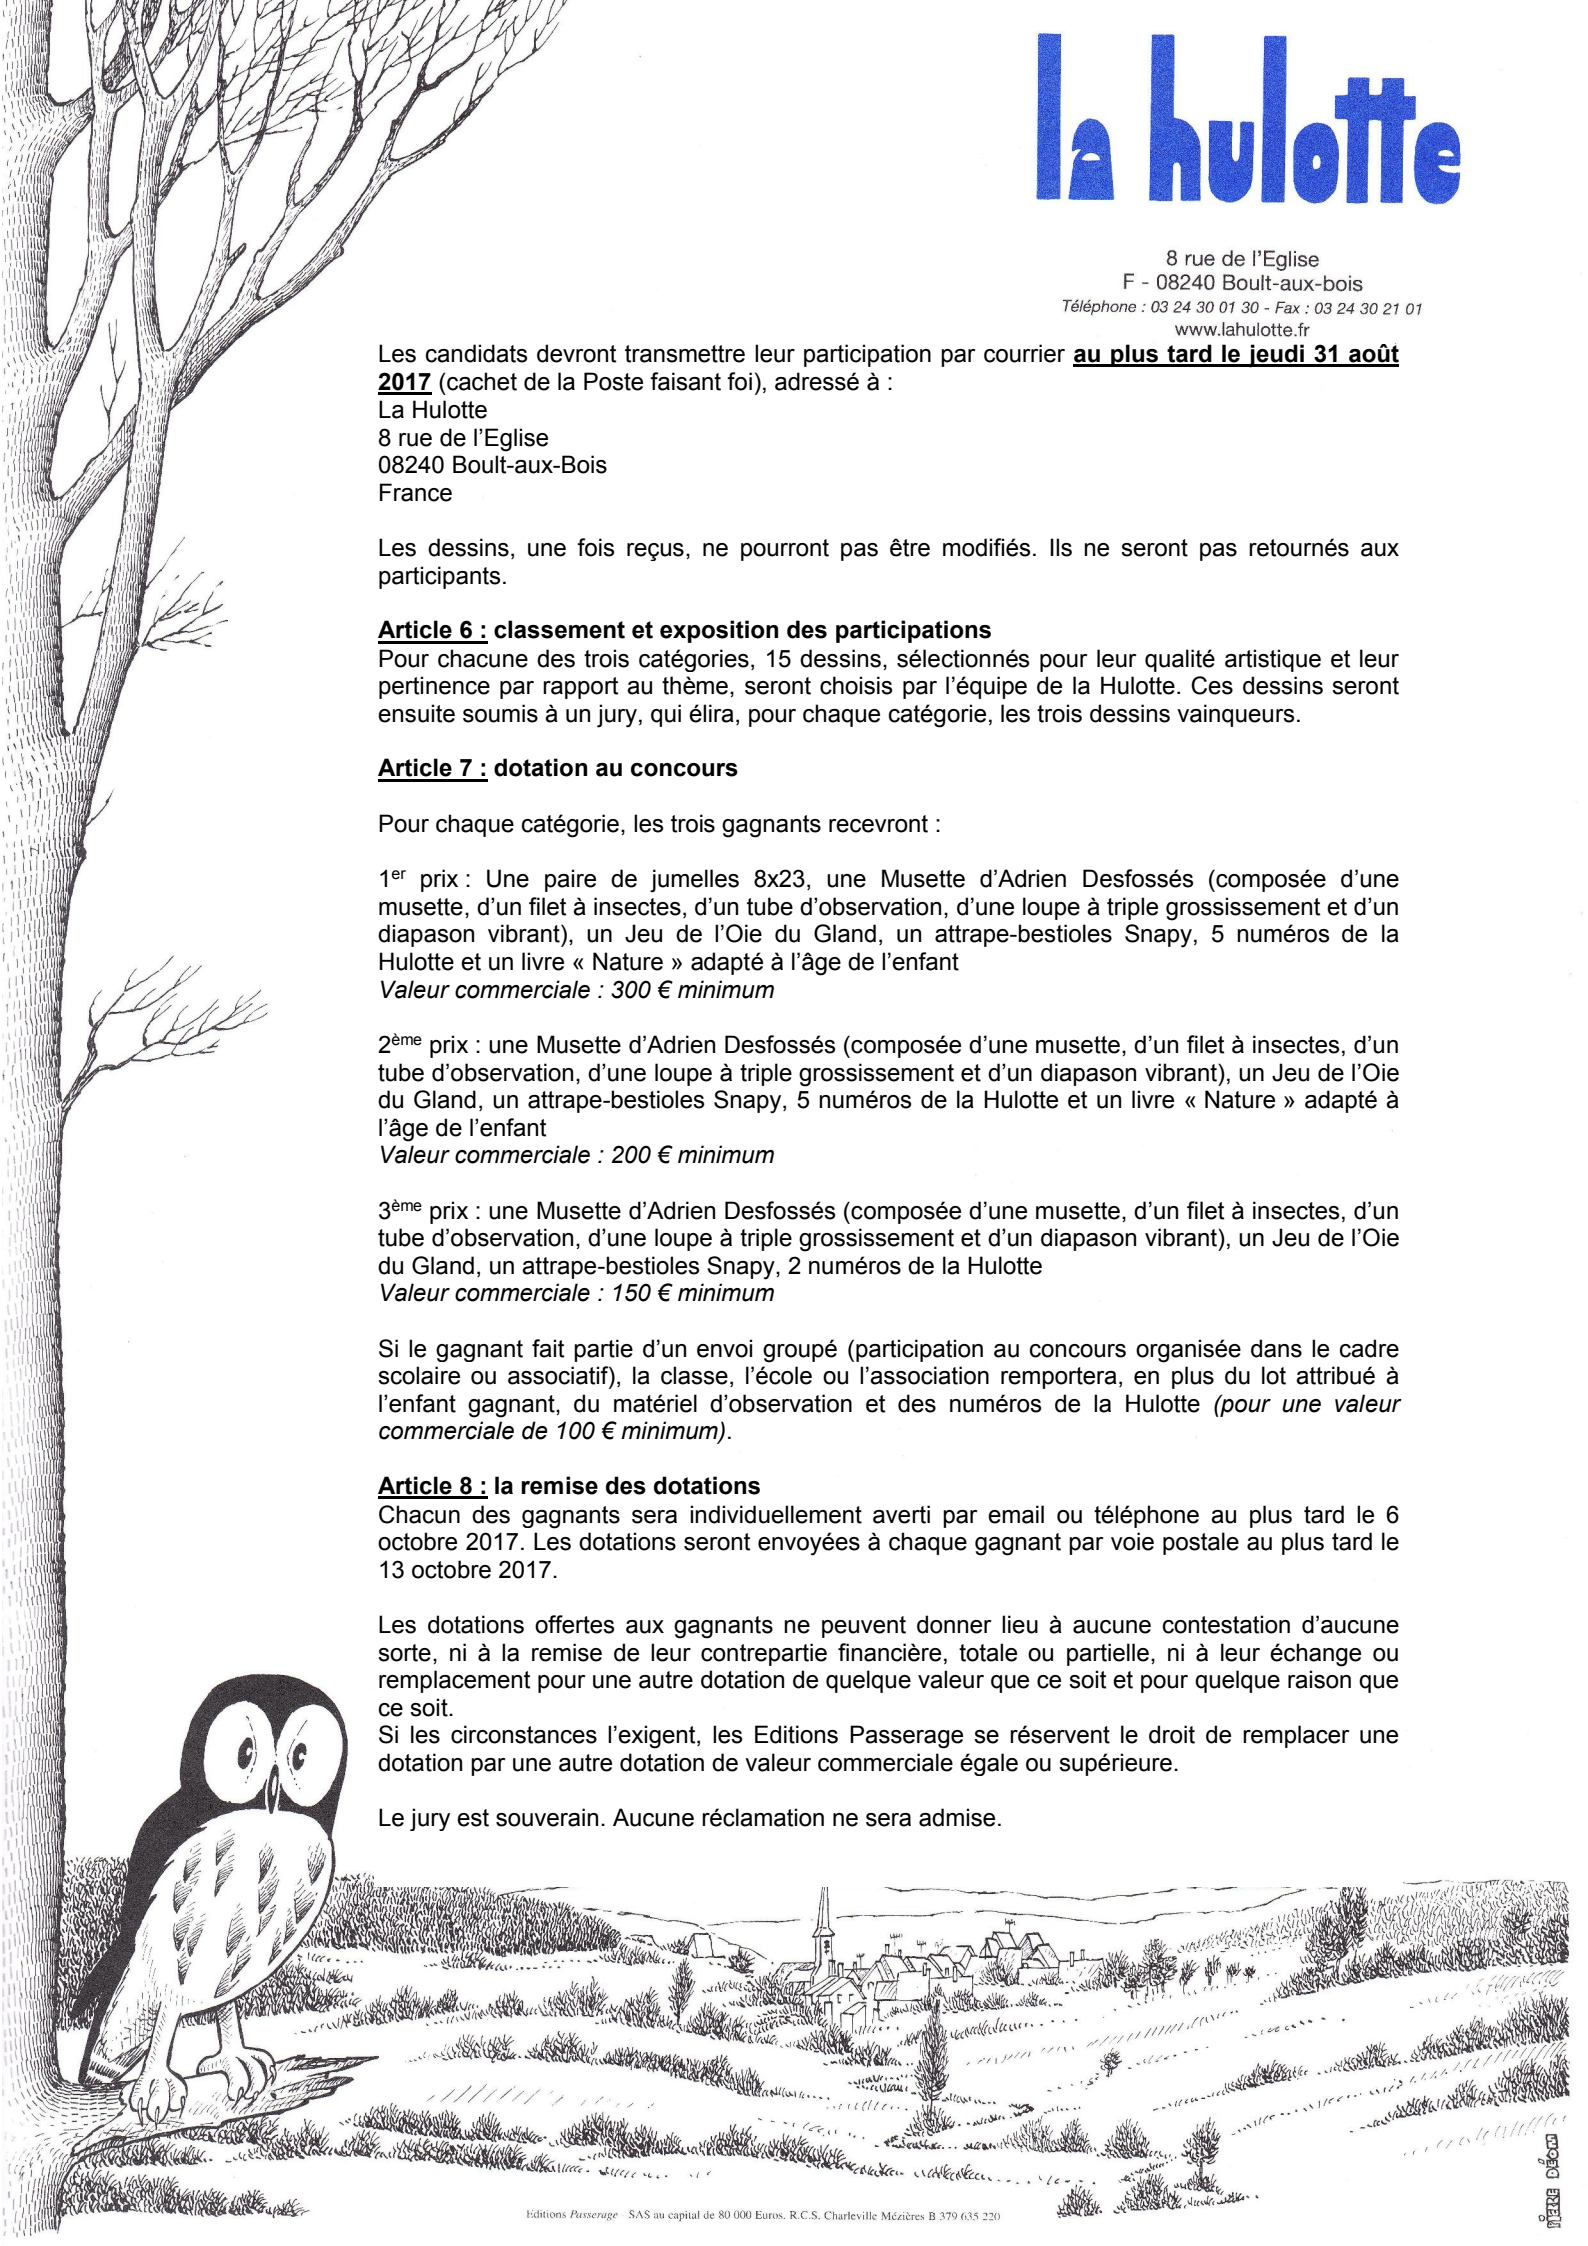 la hulotte
8 rue de l'Eglise
F - 08240 Boult-aux-bois
Téléphone : 03 24 30 01 30 - Fax : 03 24 30 21 01
www.lahulotte.fr
Les candidats devront transmettre leur participation par courrier au plus tard le jeudi 31 août
2017 (cachet de la Poste faisant foi), adressé à :
La Hulotte
8 rue de l'Eglise
08240 Boult-aux-Bois
France
Les dessins, une fois reçus, ne pourront pas être modifiés. Ils ne seront pas retournés aux
participants.
Article 6 : classement et exposition des participations
Pour chacune des trois catégories, 15 dessins, sélectionnés pour leur qualité artistique et leur
pertinence par rapport au thème, seront choisis par l'équipe de la Hulotte. Ces dessins seront
ensuite soumis à un jury, qui élira, pour chaque catégorie, les trois dessins vainqueurs.
Article 7 : dotation au concours
Pour chaque catégorie, les trois gagnants recevront :
1er prix : Une paire de jumelles 8x23, une Musette d'Adrien Desfossés (composée d'une
musette, d'un filet à insectes, d'un tube d'observation, d'une loupe à triple grossissement et d'un
diapason vibrant), un Jeu de l'Oie du Gland, un attrape-bestioles Snapy, 5 numéros de la
Hulotte et un livre « Nature » adapté à l'âge de l'enfant
Valeur commerciale : 300 € minimum
2ème prix : une Musette d'Adrien Desfossés (composée d'une musette, d'un filet à insectes, d'un
tube d'observation, d'une loupe à triple grossissement et d'un diapason vibrant), un Jeu de l'Oie
du Gland, un attrape-bestioles Snapy, 5 numéros de la Hulotte et un livre « Nature » adapté à
l'âge de l'enfant
Valeur commerciale : 200 € minimum
3ème prix : une Musette d'Adrien Desfossés (composée d'une musette, d'un filet à insectes, d'un
tube d'observation, d'une loupe à triple grossissement et d'un diapason vibrant), un Jeu de l'Oie
du Gland, un attrape-bestioles Snapy, 2 numéros de la Hulotte
Valeur commerciale : 150 € minimum
Si le gagnant fait partie d'un envoi groupé (participation au concours organisée dans le cadre
scolaire ou associatif), la classe, l'école ou l'association remportera, en plus du lot attribué à
l'enfant gagnant, du matériel d'observation et des numéros de la Hulotte (pour une valeur
commerciale de 100 € minimum).
Article 8 : la remise des dotations
Chacun des gagnants sera individuellement averti par email ou téléphone au plus tard le 6
octobre 2017. Les dotations seront envoyées à chaque gagnant par voie postale au plus tard le
13 octobre 2017.
Les dotations offertes aux gagnants ne peuvent donner lieu à aucune contestation d'aucune
sorte, ni à la remise de leur contrepartie financière, totale ou partielle, ni à leur échange ou
remplacement pour une autre dotation de quelque valeur que ce soit et pour quelque raison que
ce soit.
Si les circonstances l'exigent, les Editions Passerage se réservent le droit de remplacer une
dotation par une autre dotation de valeur commerciale égale ou supérieure.
Le jury est souverain. Aucune réclamation ne sera admise.
PIERRE DÉOM
Editions Passerage SAS au capital de 80 000 Euros. R.C.S. Charleville Mézières B 379 635 220